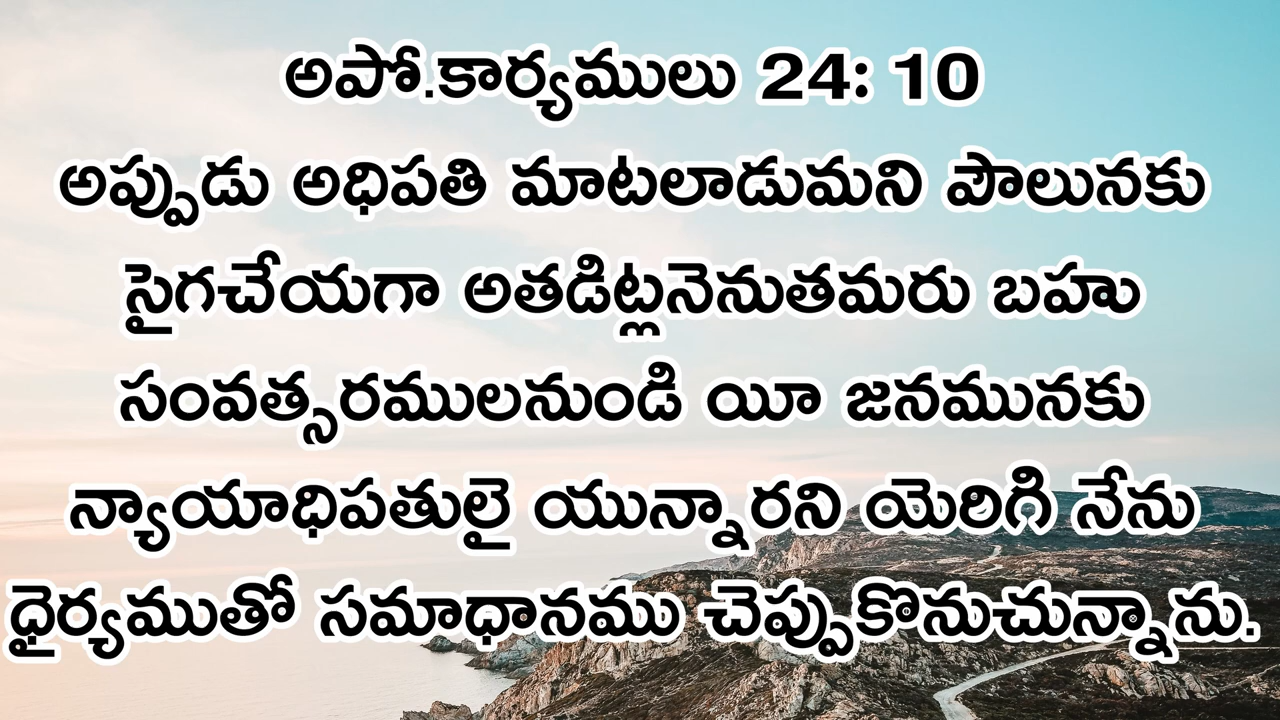 అపో.కార్యములు 24: 10
అప్పుడు అధిపతి మాటలాడుమని పౌలునకు
సైగచేయగా అతడిట్లనెనుతమరు బహు
సంవత్సరములనుండి యీ జనమునకు
న్యాయాధిపతులై యున్నారని యెరిగి నేను
ధైర్యముతో సమాధానము చెప్పుకొనుచున్నాను.